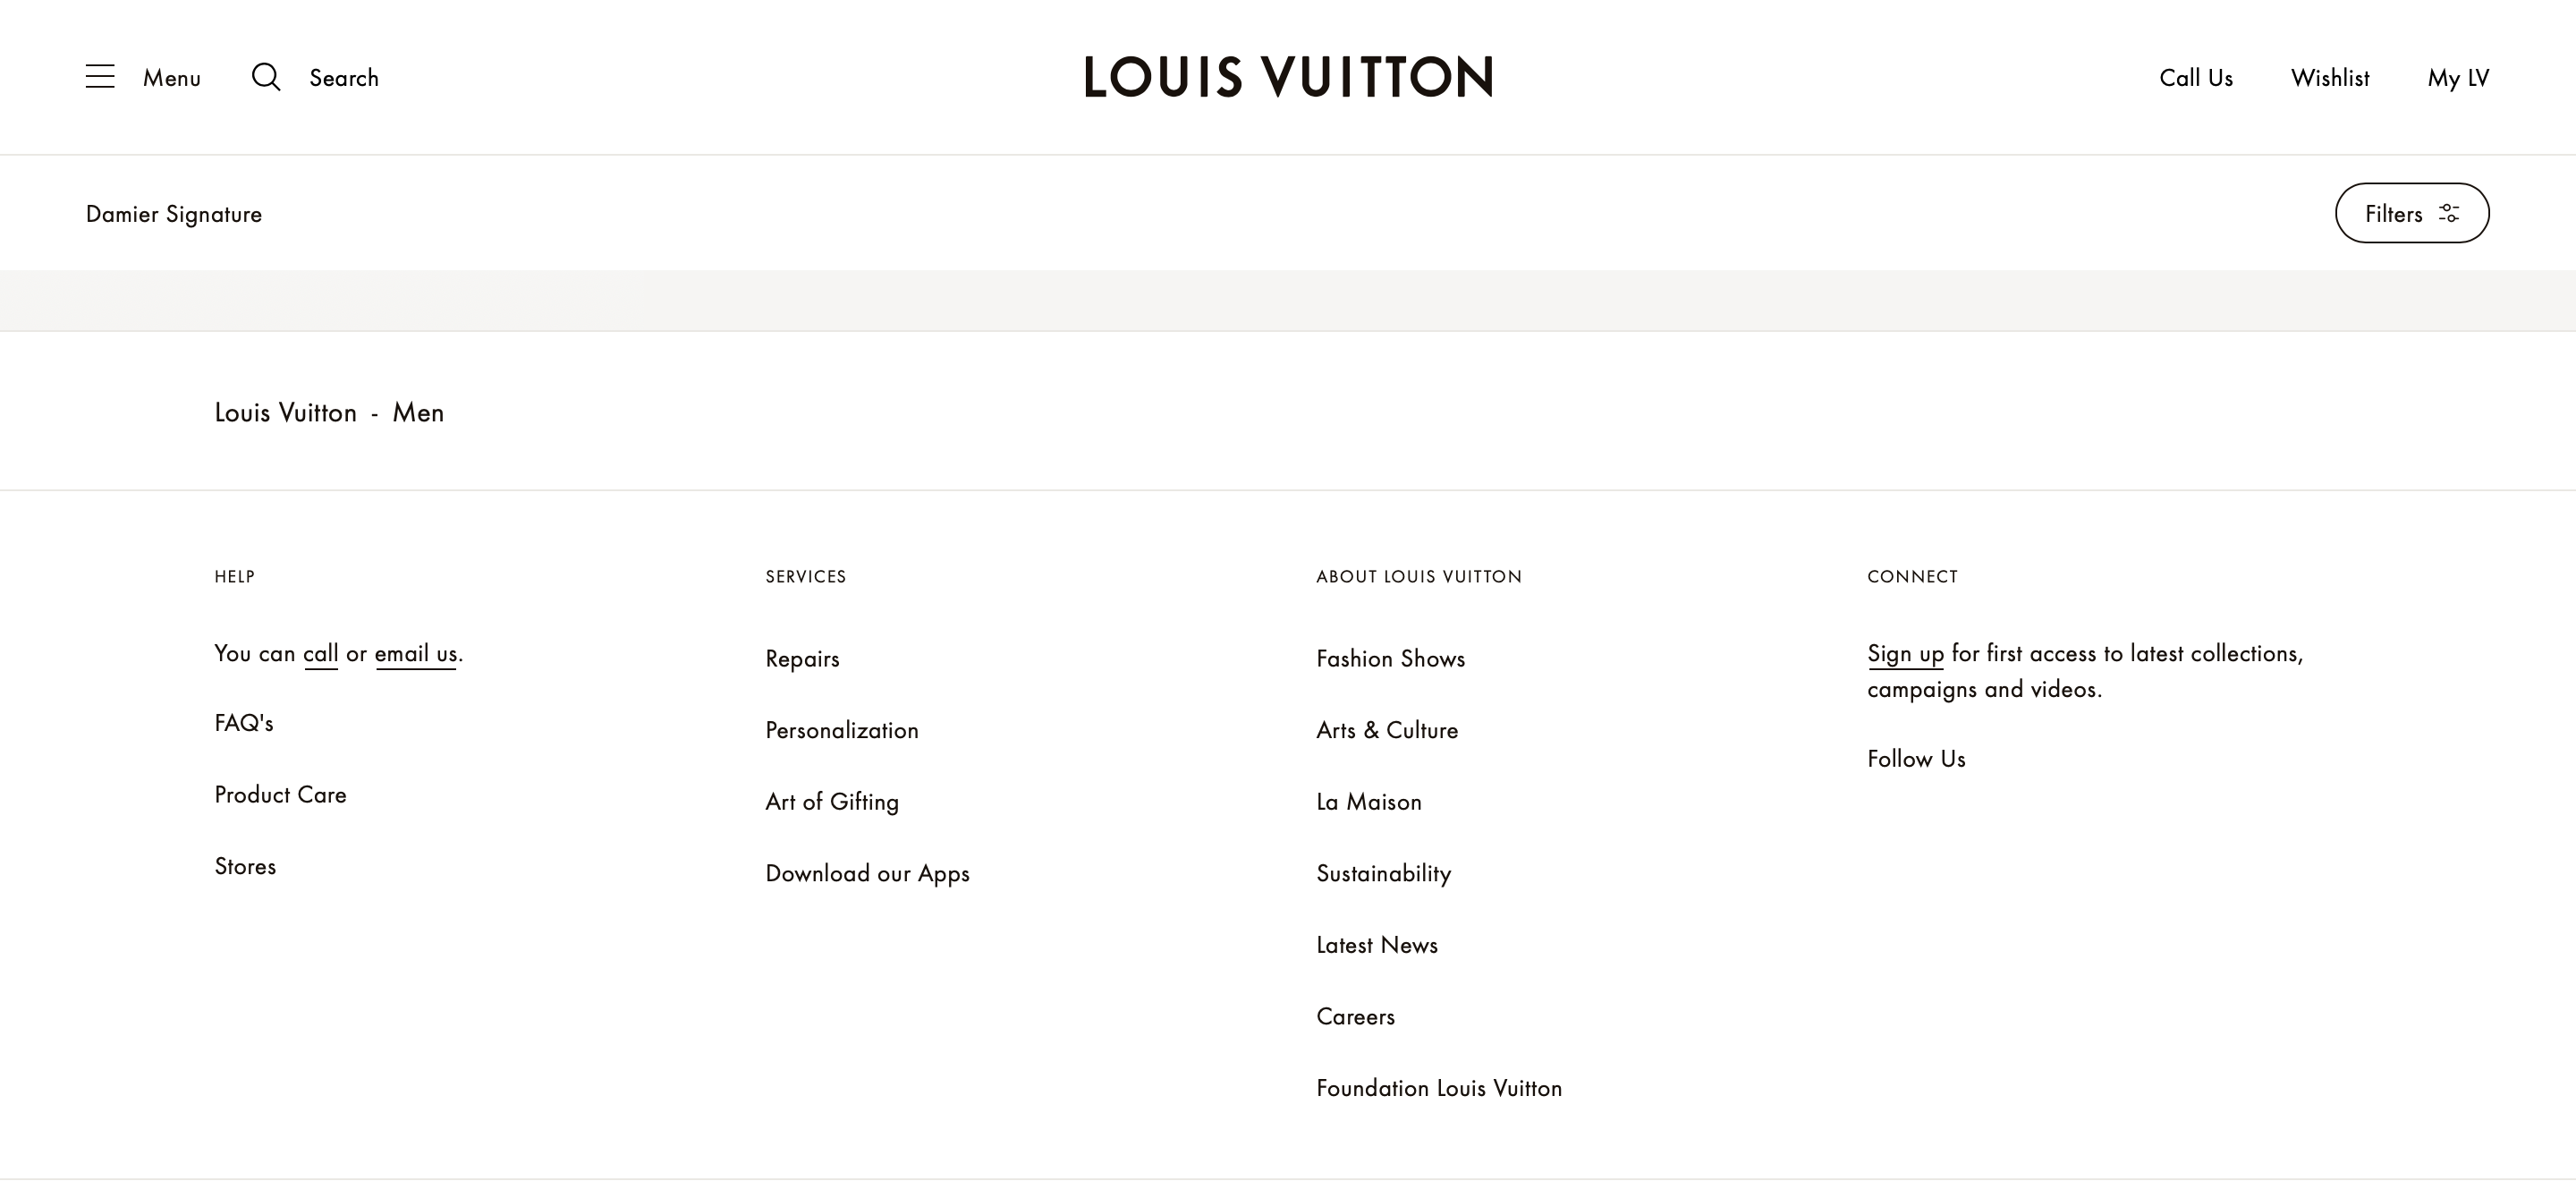 Menu
Search
LOUIS VUITTON
Call Us
Wishlist
My LV
Damier Signature
Filters
Louis Vuitton - Men
HELP
You can call or email us.
FAQ's
Product Care
Stores
SERVICES
Repairs
Personalization
Art of Gifting
Download our Apps
ABOUT LOUIS VUITTON
Fashion Shows
Arts & Culture
La Maison
Sustainability
Latest News
Careers
Foundation Louis Vuitton
CONNECT
Sign up for first access to latest collections,
campaigns and videos.
Follow Us